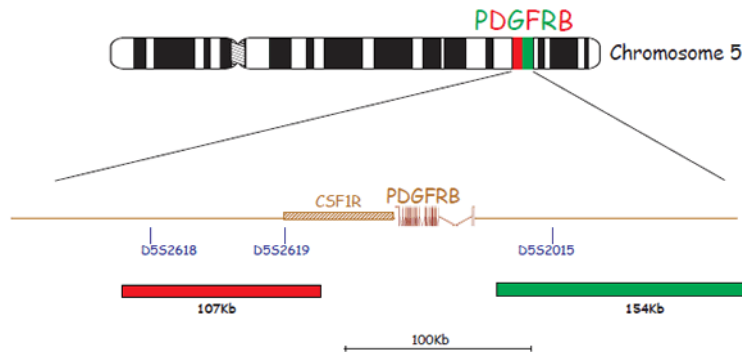 PDGFRB
Chromosome 5
CSF1R
PDGFRB
D5S2618
D5S2619
D5S2015
107Kb
154Kb
100Kb